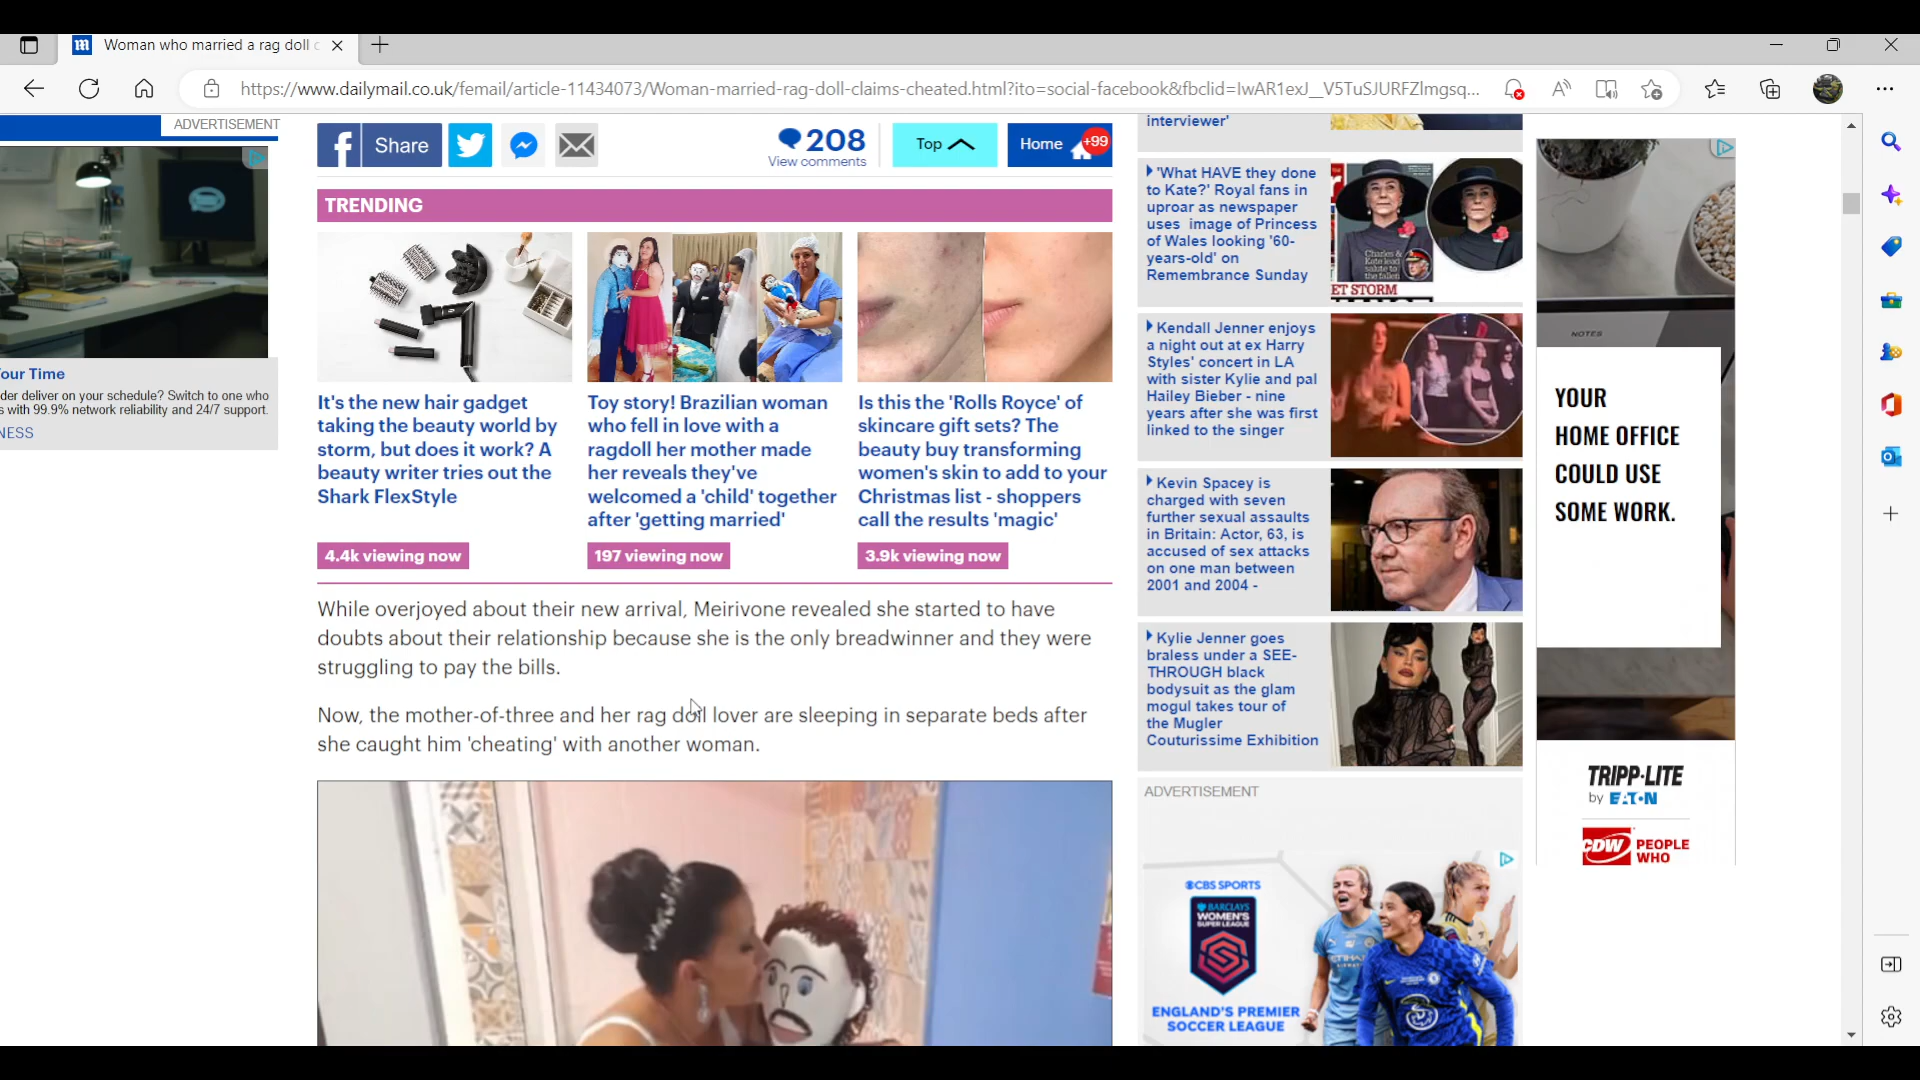 Woman who married a rag doll c
https://www.dailymail.co.uk/femail/article-11434073/Woman-married-rag-doll-claims-cheated.html?ito=social-facebook&fbclid=IwAR1exJ__V5TuSJURFZlmgsq...
ADVERTISEMENT
our Time
der deliver on your schedule? Switch to one who
s with 99.9% network reliability and 24/7 support.
NESS
Share
208
View comments
Top
Home
+99
TRENDING
It's the new hair gadget
taking the beauty world by
storm, but does it work? A
beauty writer tries out the
Shark FlexStyle
4.4k viewing now
Toy story! Brazilian woman
who fell in love with a
ragdoll her mother made
her reveals they've
welcomed a 'child' together
after 'getting married'
197 viewing now
Is this the 'Rolls Royce' of
skincare gift sets? The
beauty buy transforming
women's skin to add to your
Christmas list - shoppers
call the results 'magic'
3.9k viewing now
While overjoyed about their new arrival, Meirivone revealed she started to have
doubts about their relationship because she is the only breadwinner and they were
struggling to pay the bills.
Now, the mother-of-three and her rag doll lover are sleeping in separate beds after
she caught him 'cheating' with another woman.
interviewer'
'What HAVE they done
to Kate?' Royal fans in
uproar as newspaper
uses image of Princess
of Wales looking '60-
years-old' on
Remembrance Sunday
Charles &
Kate lead
salute to
the fallen
ET STORM
Kendall Jenner enjoys
a night out at ex Harry
Styles' concert in LA
with sister Kylie and pal
Hailey Bieber - nine
years after she was first
linked to the singer
Kevin Spacey is
charged with seven
further sexual assaults
in Britain: Actor, 63, is
accused of sex attacks
on one man between
2001 and 2004 -
Kylie Jenner goes
braless under a SEE-
THROUGH black
bodysuit as the glam
mogul takes tour of
the Mugler
Couturissime Exhibition
ADVERTISEMENT
CBS SPORTS
BARCLAYS
WOMEN'S
SUPER LEAGUE
ENGLAND'S PREMIER
SOCCER LEAGUE
NOTES
YOUR
HOME OFFICE
COULD USE
SOME WORK.
TRIPP·LITE
by EATON
CDW
PEOPLE
WHO